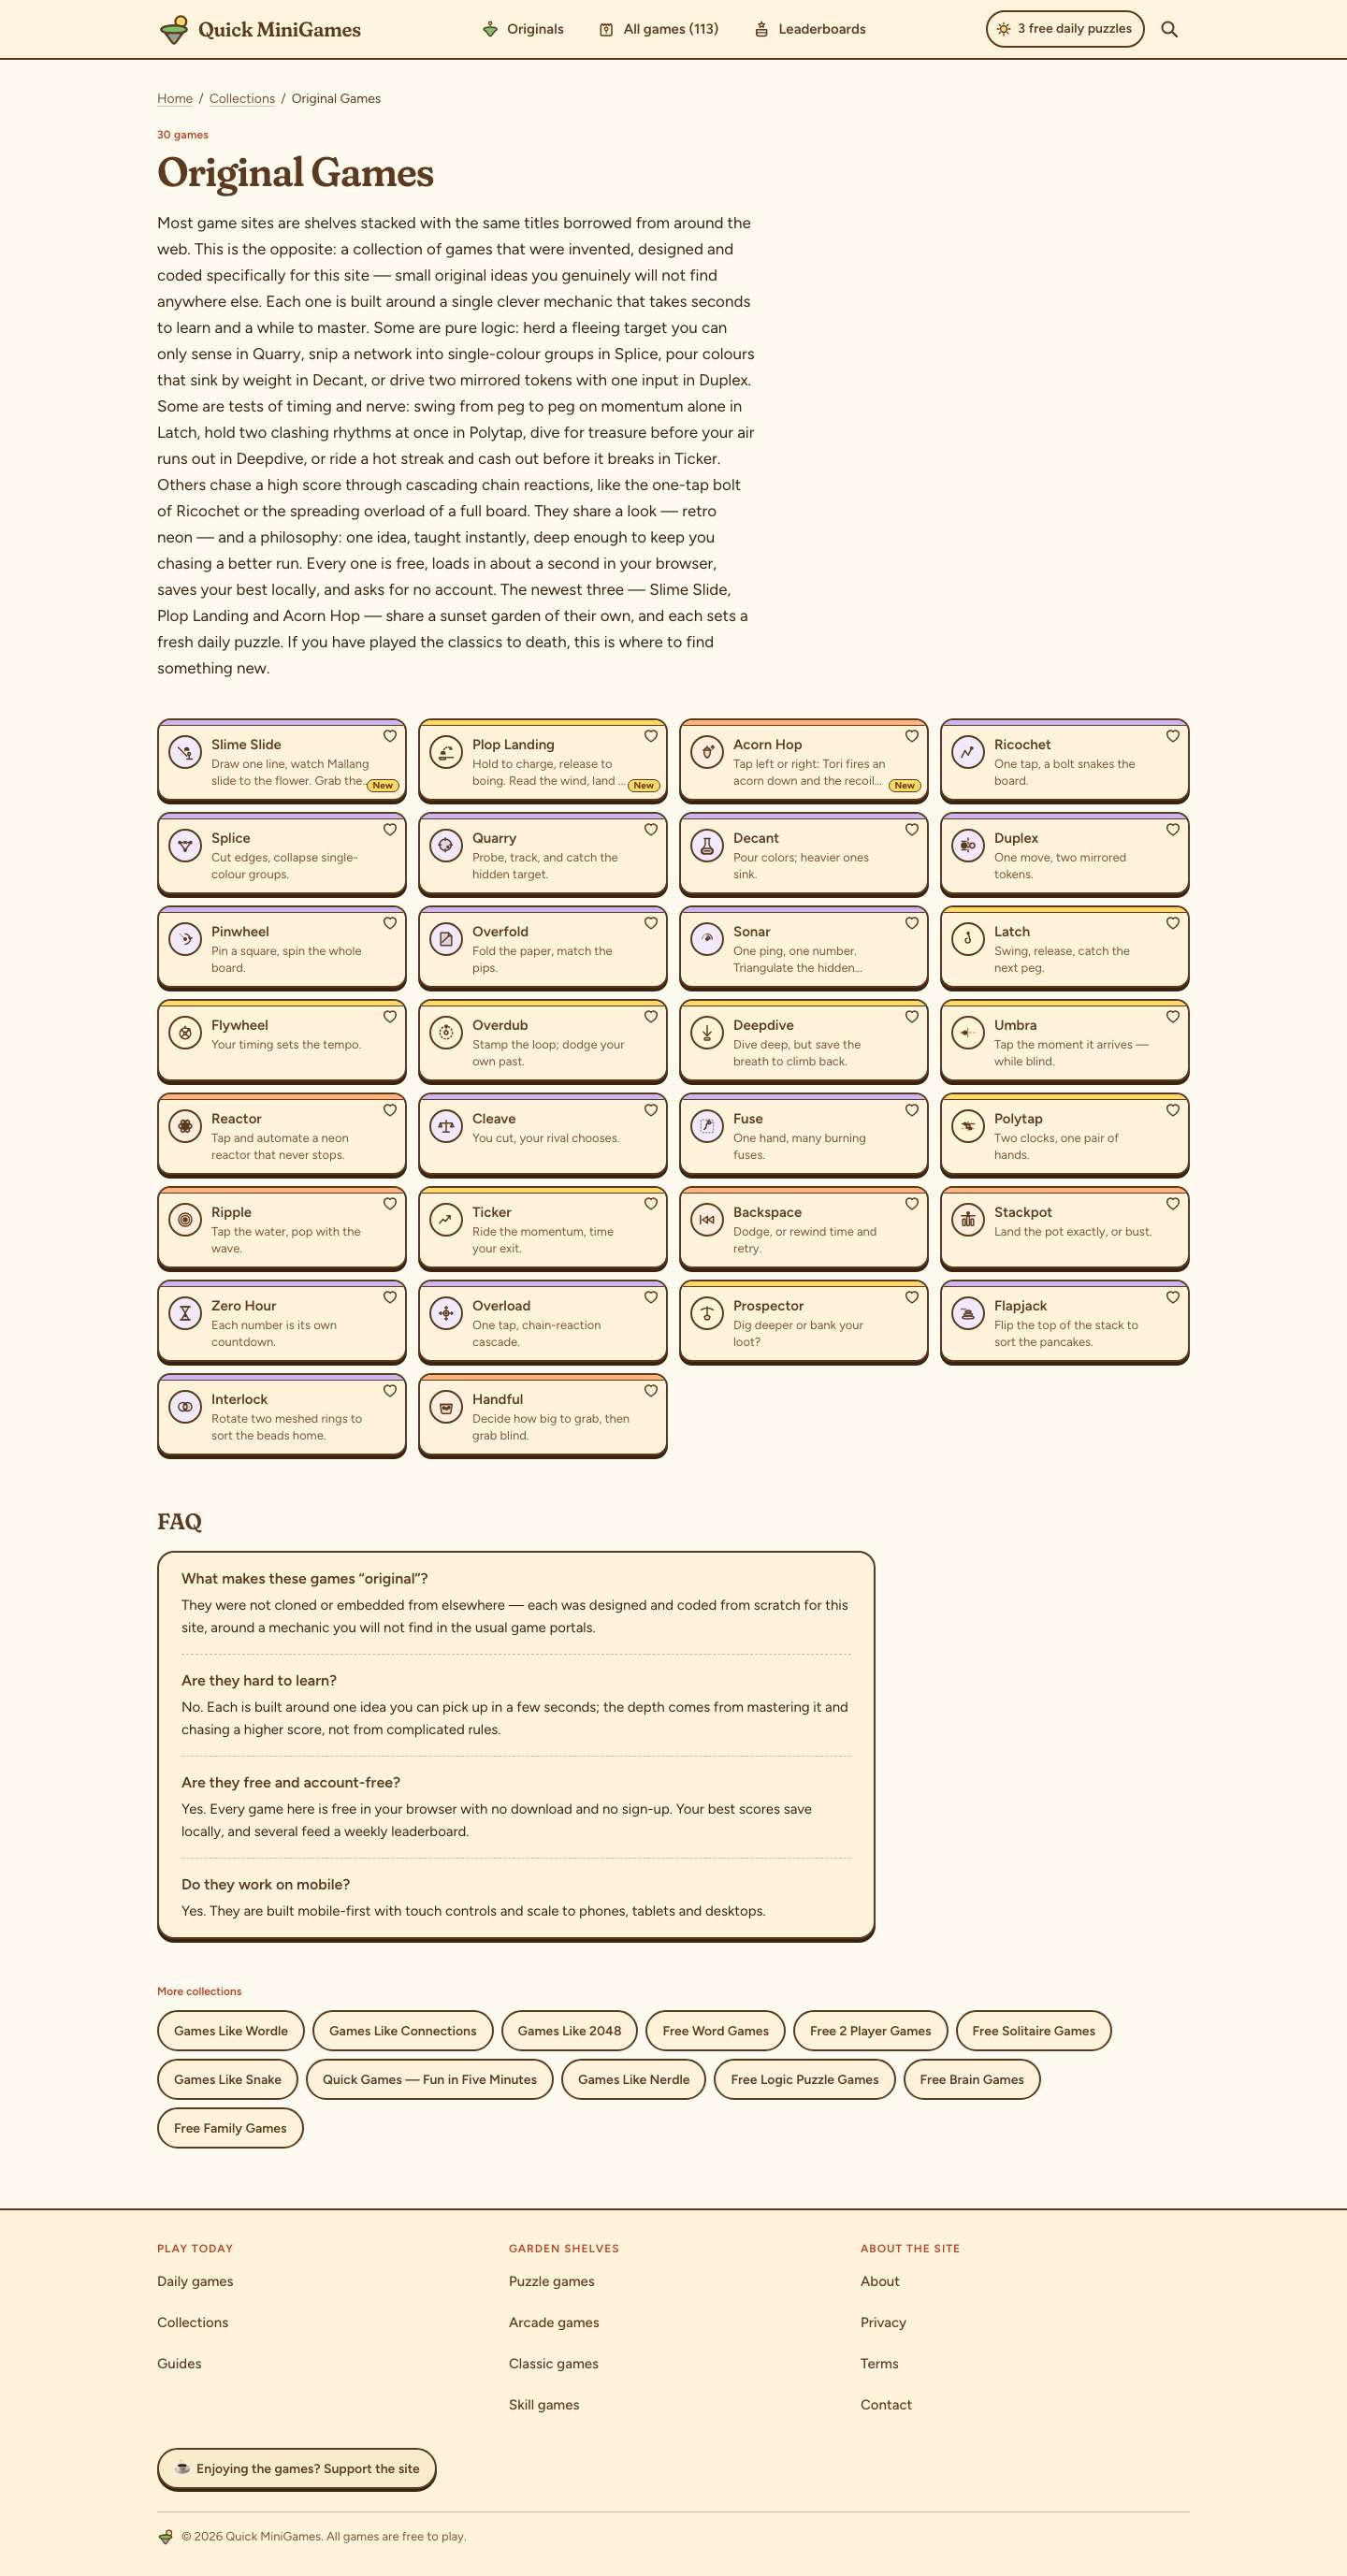 Quick MiniGames
Originals
All games (113)
Leaderboards
3 free daily puzzles
Home / Collections / Original Games
30 games
Original Games
Most game sites are shelves stacked with the same titles borrowed from around the
web. This is the opposite: a collection of games that were invented, designed and
coded specifically for this site — small original ideas you genuinely will not find
anywhere else. Each one is built around a single clever mechanic that takes seconds
to learn and a while to master. Some are pure logic: herd a fleeing target you can
only sense in Quarry, snip a network into single-colour groups in Splice, pour colours
that sink by weight in Decant, or drive two mirrored tokens with one input in Duplex.
Some are tests of timing and nerve: swing from peg to peg on momentum alone in
Latch, hold two clashing rhythms at once in Polytap, dive for treasure before your air
runs out in Deepdive, or ride a hot streak and cash out before it breaks in Ticker.
Others chase a high score through cascading chain reactions, like the one-tap bolt
of Ricochet or the spreading overload of a full board. They share a look — retro
neon — and a philosophy: one idea, taught instantly, deep enough to keep you
chasing a better run. Every one is free, loads in about a second in your browser,
saves your best locally, and asks for no account. The newest three — Slime Slide,
Plop Landing and Acorn Hop — share a sunset garden of their own, and each sets a
fresh daily puzzle. If you have played the classics to death, this is where to find
something new.
Slime Slide
Draw one line, watch Mallang
slide to the flower. Grab the...
New
Plop Landing
Hold to charge, release to
boing. Read the wind, land ...
New
Acorn Hop
Tap left or right: Tori fires an
acorn down and the recoil...
New
Ricochet
One tap, a bolt snakes the
board.
Splice
Cut edges, collapse single-
colour groups.
Quarry
Probe, track, and catch the
hidden target.
Decant
Pour colors; heavier ones
sink.
Duplex
One move, two mirrored
tokens.
Pinwheel
Pin a square, spin the whole
board.
Overfold
Fold the paper, match the
pips.
Sonar
One ping, one number.
Triangulate the hidden...
Latch
Swing, release, catch the
next peg.
Flywheel
Your timing sets the tempo.
Overdub
Stamp the loop; dodge your
own past.
Deepdive
Dive deep, but save the
breath to climb back.
Umbra
Tap the moment it arrives —
while blind.
Reactor
Tap and automate a neon
reactor that never stops.
Cleave
You cut, your rival chooses.
Fuse
One hand, many burning
fuses.
Polytap
Two clocks, one pair of
hands.
Ripple
Tap the water, pop with the
wave.
Ticker
Ride the momentum, time
your exit.
Backspace
Dodge, or rewind time and
retry.
Stackpot
Land the pot exactly, or bust.
Zero Hour
Each number is its own
countdown.
Overload
One tap, chain-reaction
cascade.
Prospector
Dig deeper or bank your
loot?
Flapjack
Flip the top of the stack to
sort the pancakes.
Interlock
Rotate two meshed rings to
sort the beads home.
Handful
Decide how big to grab, then
grab blind.
FAQ
What makes these games “original”?
They were not cloned or embedded from elsewhere — each was designed and coded from scratch for this
site, around a mechanic you will not find in the usual game portals.
Are they hard to learn?
No. Each is built around one idea you can pick up in a few seconds; the depth comes from mastering it and
chasing a higher score, not from complicated rules.
Are they free and account-free?
Yes. Every game here is free in your browser with no download and no sign-up. Your best scores save
locally, and several feed a weekly leaderboard.
Do they work on mobile?
Yes. They are built mobile-first with touch controls and scale to phones, tablets and desktops.
More collections
Games Like Wordle
Games Like Connections
Games Like 2048
Free Word Games
Free 2 Player Games
Free Solitaire Games
Games Like Snake
Quick Games — Fun in Five Minutes
Games Like Nerdle
Free Logic Puzzle Games
Free Brain Games
Free Family Games
PLAY TODAY
Daily games
Collections
Guides
GARDEN SHELVES
Puzzle games
Arcade games
Classic games
Skill games
ABOUT THE SITE
About
Privacy
Terms
Contact
Enjoying the games? Support the site
© 2026 Quick MiniGames. All games are free to play.